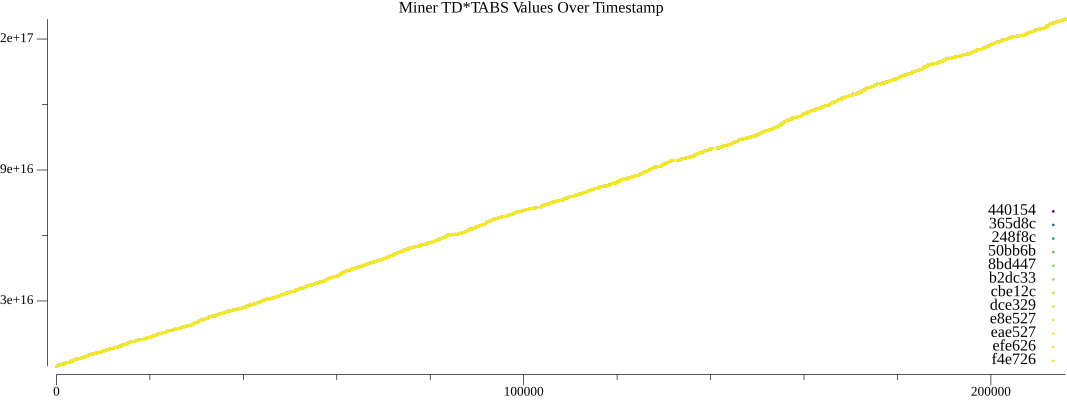 Miner TD*TABS Values Over Timestamp
2e+17
9e+16
3e+16
440154
365d8c
248f8c
50bb6b
8bd447
b2dc33
cbe12c
dce329
e8e527
eae527
efe626
f4e726
0
100000
200000